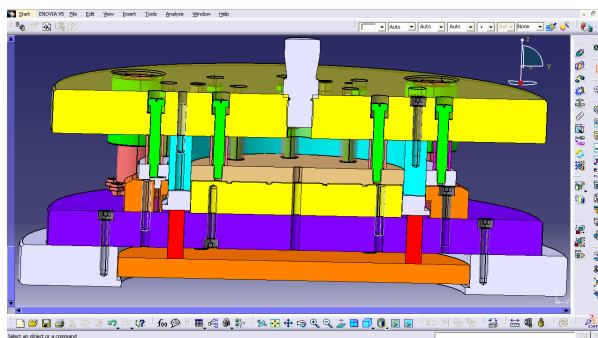 Start ENOVIA V5 File Edit View Insert Tools Analyze Window Help
Auto Auto Auto None
z
y
Select an object or a command